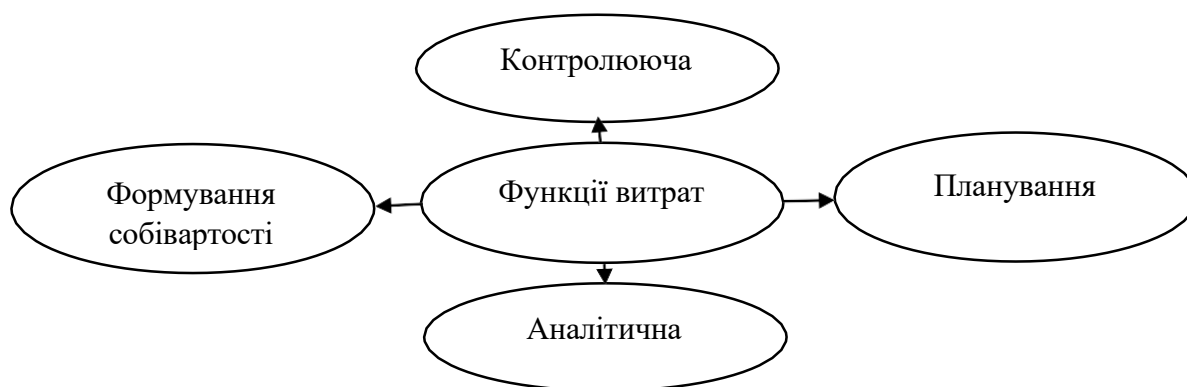 Контролююча
Формування
собівартості
Функції витрат
Планування
Аналітична